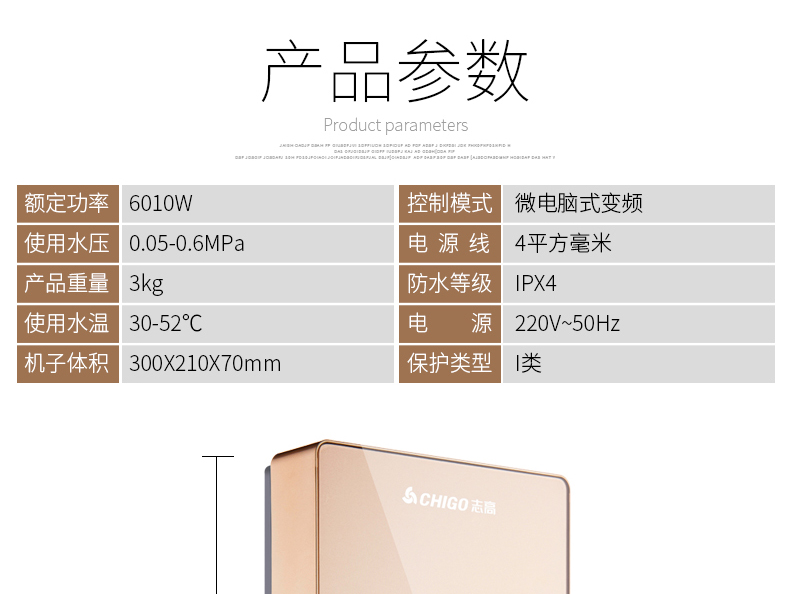 产品参数
Product parameters
额定功率 6010W 控制模式 微电脑式变频
使用水压 0.05-0.6MPa 电源线 4平方毫米
产品重量 3kg 防水等级 IPX4
使用水温 30-52℃ 电源 220V~50Hz
机子体积 300X210X70mm 保护类型 I类
CHIGO 志高